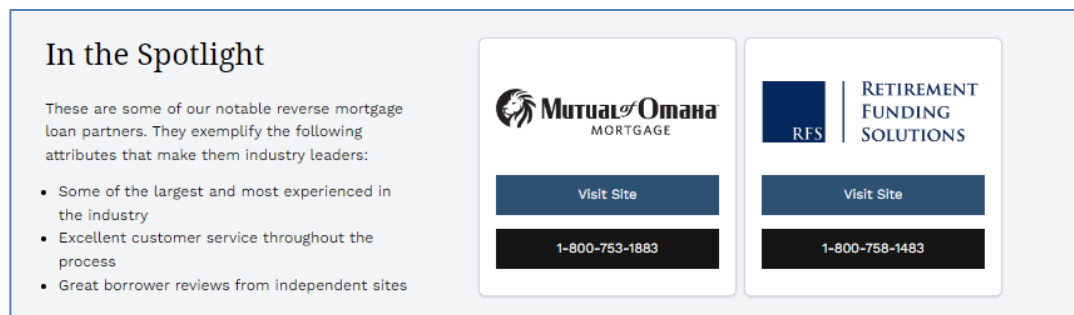 In the Spotlight
These are some of our notable reverse mortgage
loan partners. They exemplify the following
attributes that make them industry leaders:
• Some of the largest and most experienced in
the industry
• Excellent customer service throughout the
process
• Great borrower reviews from independent sites
Mutual of Omaha
MORTGAGE
Visit Site
1-800-753-1883
RFS
RETIREMENT
FUNDING
SOLUTIONS
Visit Site
1-800-758-1483